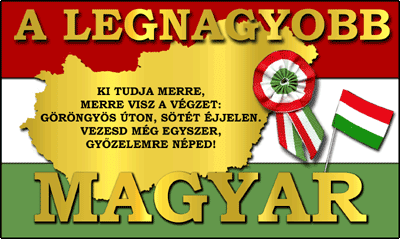 A LEGNAGYOBB
KI TUDJA MERRE,
MERRE VISZ A VÉGZET:
GÖRÖNGYÖS ÚTON, SÖTÉT ÉJJELEN.
VEZESD MÉG EGYSZER,
GYŐZELEMRE NÉPED!
MAGYAR